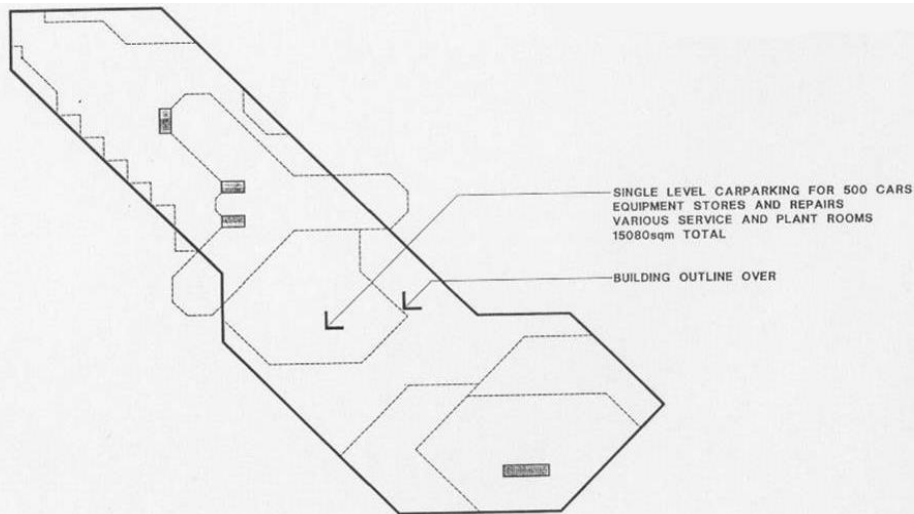 SINGLE LEVEL CARPARKING FOR 500 CARS
EQUIPMENT STORES AND REPAIRS
VARIOUS SERVICE AND PLANT ROOMS
15080sqm TOTAL
BUILDING OUTLINE OVER